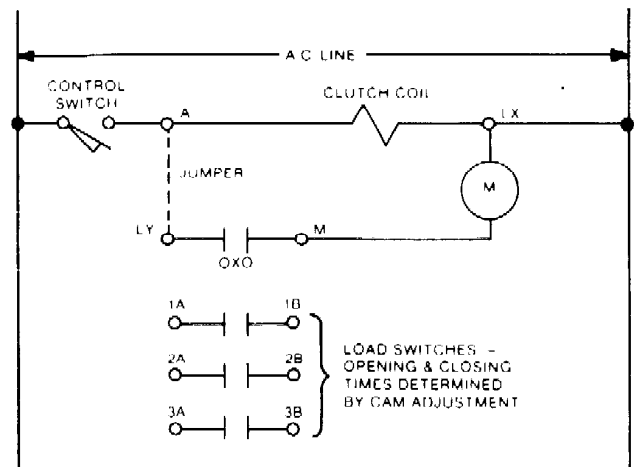 A C LINE
CONTROL
SWITCH
A
CLUTCH COIL
LX
JUMPER
M
LY
M
OXO
1A
1B
2A
2B
3A
3B
LOAD SWITCHES –
OPENING & CLOSING
TIMES DETERMINED
BY CAM ADJUSTMENT